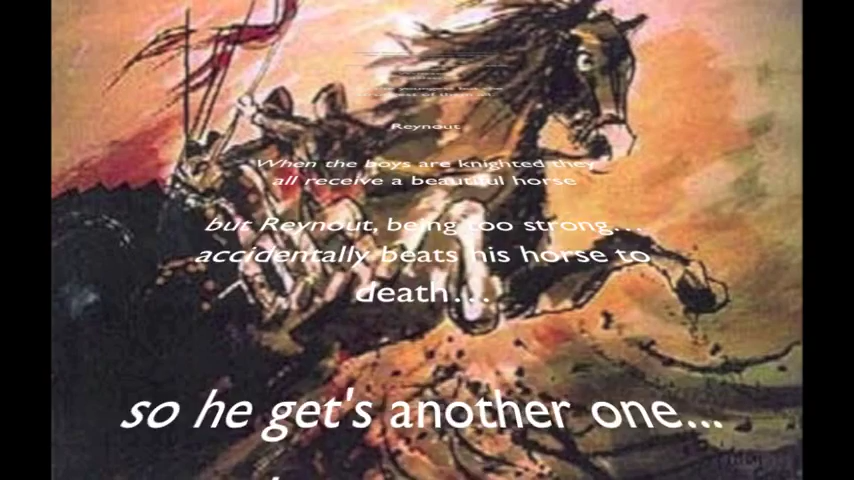 Reynout
When the boys are knighted they
all receive a beautiful horse
but Reynout, being too strong...
accidentally beats his horse to
death...
so he get's another one...